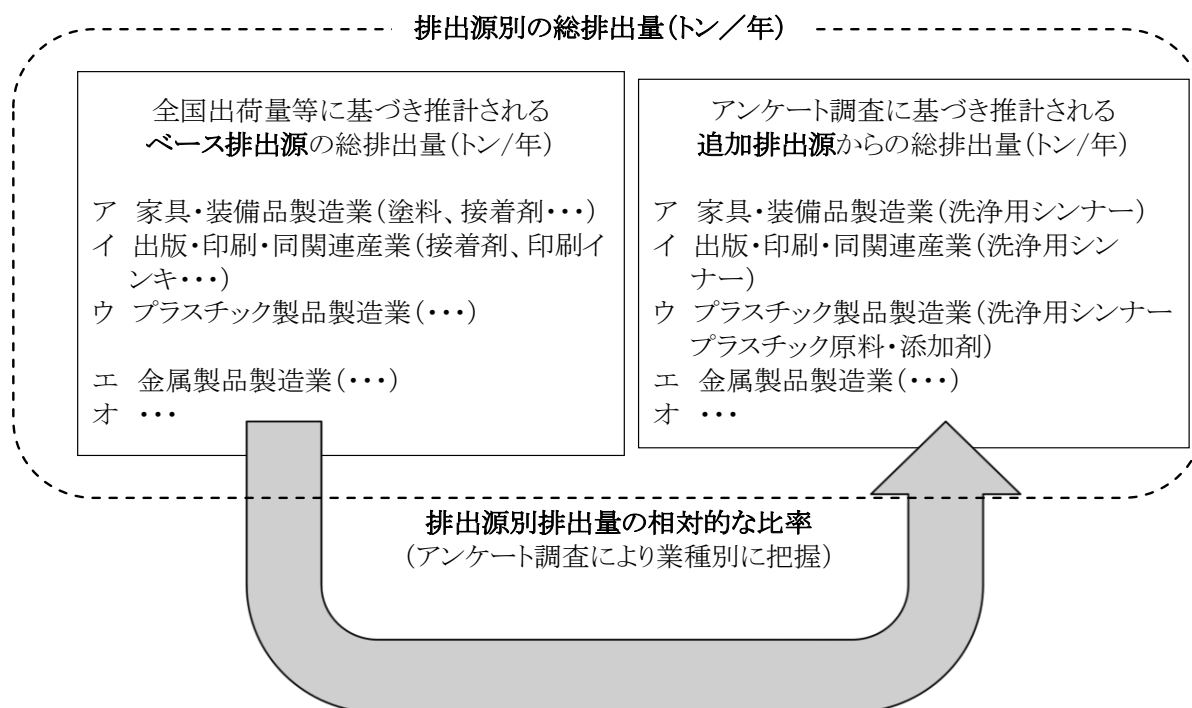 排出源別の総排出量(トン／年)
全国出荷量等に基づき推計される
ベース排出源の総排出量(トン/年)
ア 家具・装備品製造業(塗料、接着剤・・・)
イ 出版・印刷・同関連産業(接着剤、印刷イ
ンキ・・・)
ウ プラスチック製品製造業(・・・)
エ 金属製品製造業(・・・)
オ ・・・
アンケート調査に基づき推計される
追加排出源からの総排出量(トン/年)
ア 家具・装備品製造業(洗浄用シンナー)
イ 出版・印刷・同関連産業(洗浄用シン
ナー)
ウ プラスチック製品製造業(洗浄用シンナー
プラスチック原料・添加剤)
エ 金属製品製造業(・・・)
オ ・・・
排出源別排出量の相対的な比率
(アンケート調査により業種別に把握)